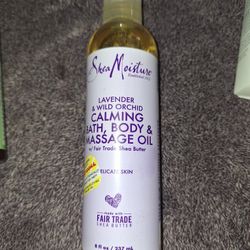 SheaMoisture
LAVENDER
& WILD ORCHID
CALMING
BATH, BODY &
MASSAGE OIL
w/ Fair Trade Shea Butter
DELICATE SKIN
made with
FAIR TRADE
SHEA BUTTER
8 fl oz / 237 mL